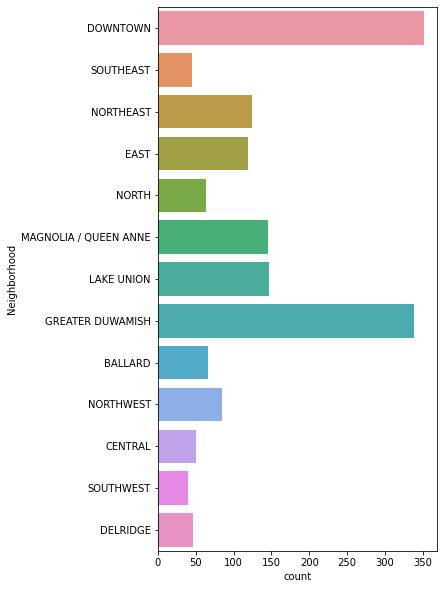 DOWNTOWN
SOUTHEAST
NORTHEAST
EAST
NORTH
MAGNOLIA / QUEEN ANNE
LAKE UNION
GREATER DUWAMISH
BALLARD
NORTHWEST
CENTRAL
SOUTHWEST
DELRIDGE
Neighborhood
0 50 100 150 200 250 300 350
count